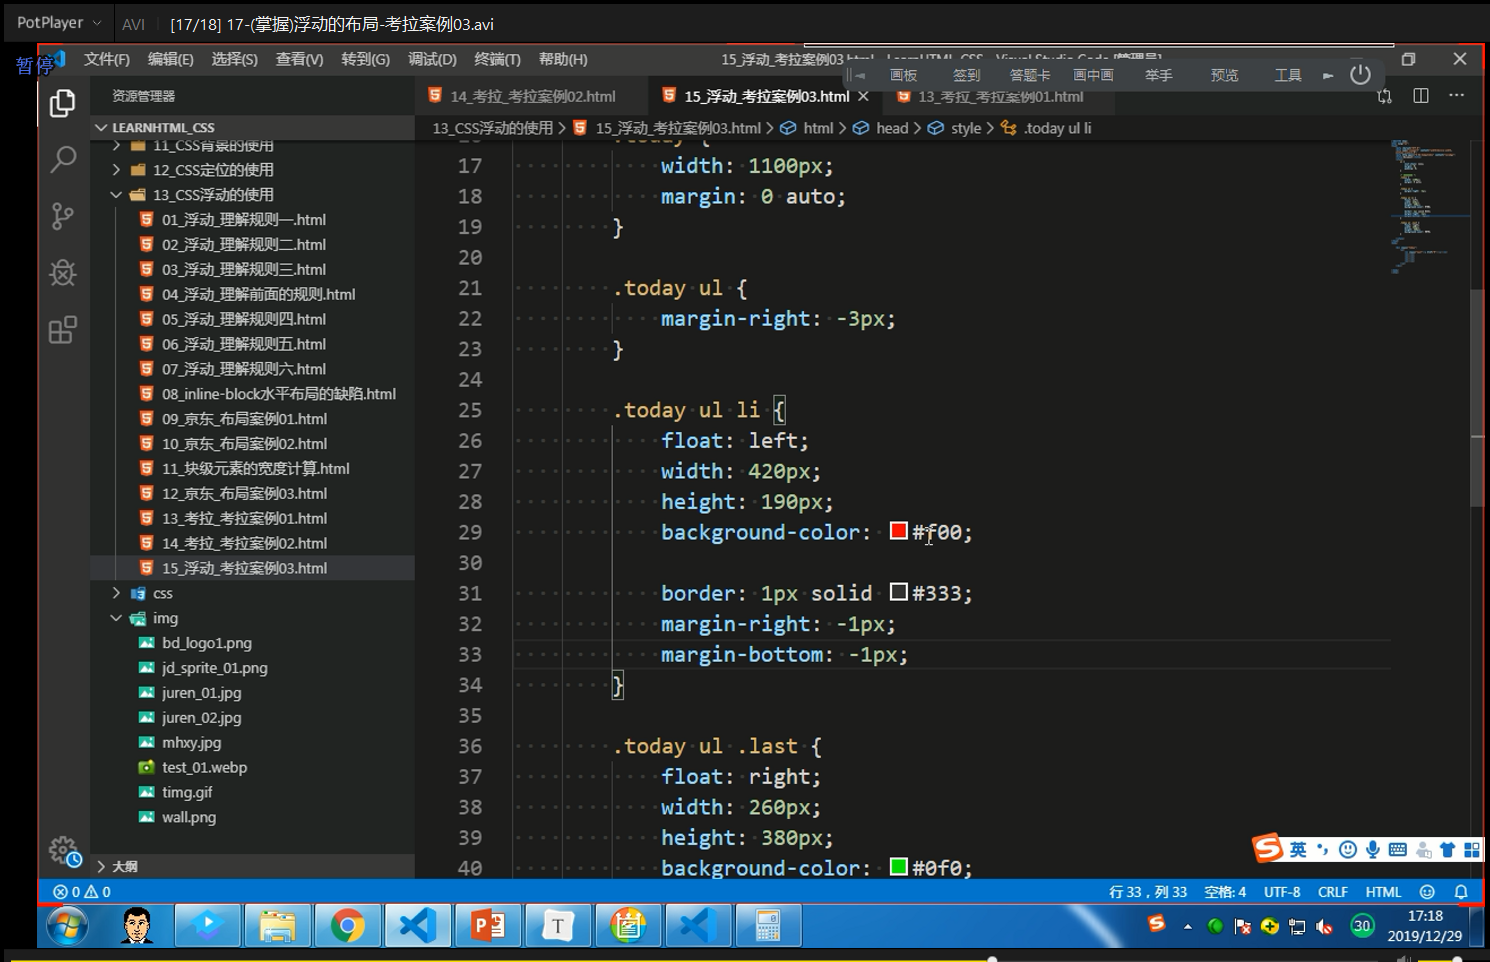 PotPlayer
AVI
[17/18] 17-(掌握)浮动的布局-考拉案例03.avi
暂停
文件(F) 编辑(E) 选择(S) 查看(V) 转到(G) 调试(D) 终端(T) 帮助(H)
15_浮动_考拉案例03.html - LearnHTML_CSS - Visual Studio Code [管理员]
画板 签到 答题卡 画中画 举手 预览 工具
资源管理器
14_考拉_考拉案例02.html
15_浮动_考拉案例03.html
13_考拉_考拉案例01.html
LEARNHTML_CSS
13_CSS浮动的使用 > 15_浮动_考拉案例03.html > html > head > style > .today ul li
11_CSS背景的使用
12_CSS定位的使用
13_CSS浮动的使用
01_浮动_理解规则一.html
02_浮动_理解规则二.html
03_浮动_理解规则三.html
04_浮动_理解前面的规则.html
05_浮动_理解规则四.html
06_浮动_理解规则五.html
07_浮动_理解规则六.html
08_inline-block水平布局的缺陷.html
09_京东_布局案例01.html
10_京东_布局案例02.html
11_块级元素的宽度计算.html
12_京东_布局案例03.html
13_考拉_考拉案例01.html
14_考拉_考拉案例02.html
15_浮动_考拉案例03.html
css
img
bd_logo1.png
jd_sprite_01.png
juren_01.jpg
juren_02.jpg
mhxy.jpg
test_01.webp
timg.gif
wall.png
大纲
16 .today {
17 width: 1100px;
18 margin: 0 auto;
19 }
20
21 .today ul {
22 margin-right: -3px;
23 }
24
25 .today ul li {
26 float: left;
27 width: 420px;
28 height: 190px;
29 background-color: #f00;
30
31 border: 1px solid #333;
32 margin-right: -1px;
33 margin-bottom: -1px;
34 }
35
36 .today ul .last {
37 float: right;
38 width: 260px;
39 height: 380px;
40 background-color: #0f0;
英
0 0
行 33，列 33 空格: 4 UTF-8 CRLF HTML
30
17:18
2019/12/29